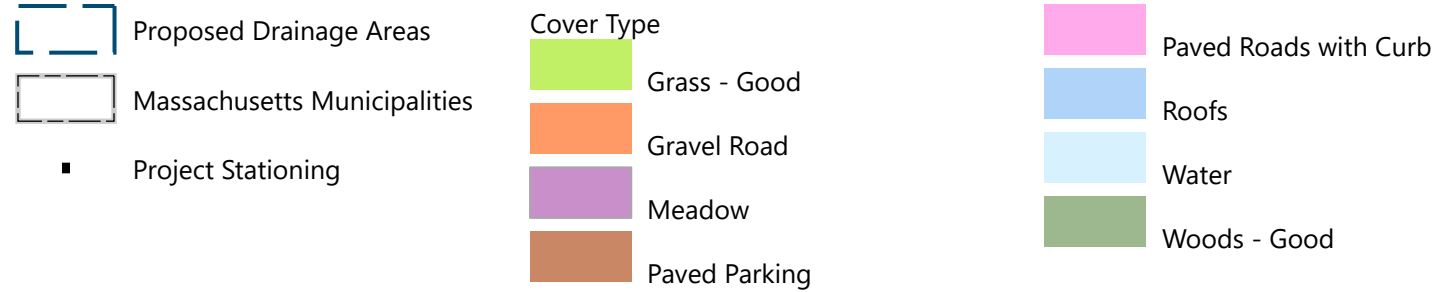 Proposed Drainage Areas
Massachusetts Municipalities
Project Stationing
Cover Type
Grass - Good
Gravel Road
Meadow
Paved Parking
Paved Roads with Curb
Roofs
Water
Woods - Good